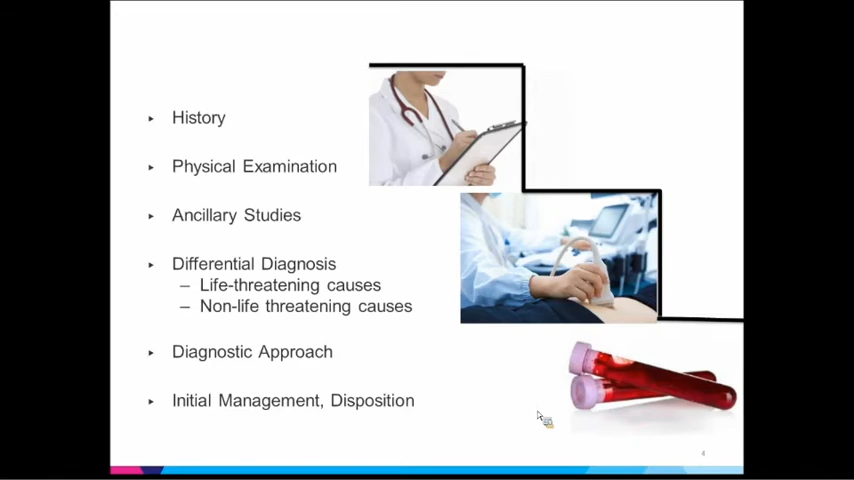 ▸ History
▸ Physical Examination
▸ Ancillary Studies
▸ Differential Diagnosis
– Life-threatening causes
– Non-life threatening causes
▸ Diagnostic Approach
▸ Initial Management, Disposition
4